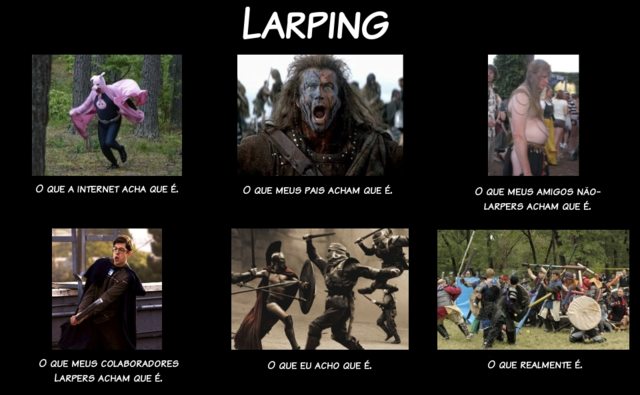 LARPING
O QUE A INTERNET ACHA QUE É.
O QUE MEUS PAIS ACHAM QUE É.
O QUE MEUS AMIGOS NÃO-
LARPERS ACHAM QUE É.
O QUE MEUS COLABORADORES
LARPERS ACHAM QUE É.
O QUE EU ACHO QUE É.
O QUE REALMENTE É.